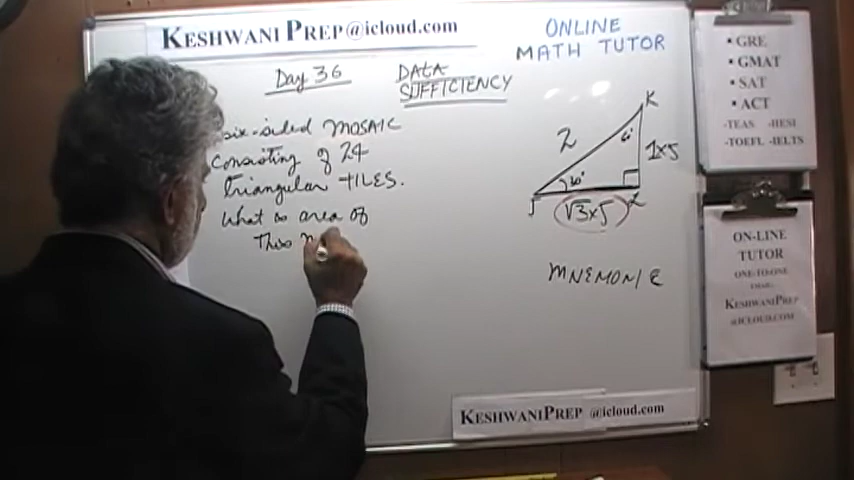 KESHWANI PREP@icloud.com
ONLINE
MATH TUTOR
Day 36
DATA
SUFFICIENCY
six-sided MOSAIC
Consisting of 24
Triangular TILES.
What is area of
This
K
2
60°
1x5
30°
J
√3x5
L
MNEMONIC
▪ GRE
▪ GMAT
▪ SAT
▪ ACT
-TEAS -HESI
-TOEFL -IELTS
ON-LINE
TUTOR
ONE-TO-ONE
KESHWANIPREP
@ICLOUD.COM
KESHWANIPREP @icloud.com